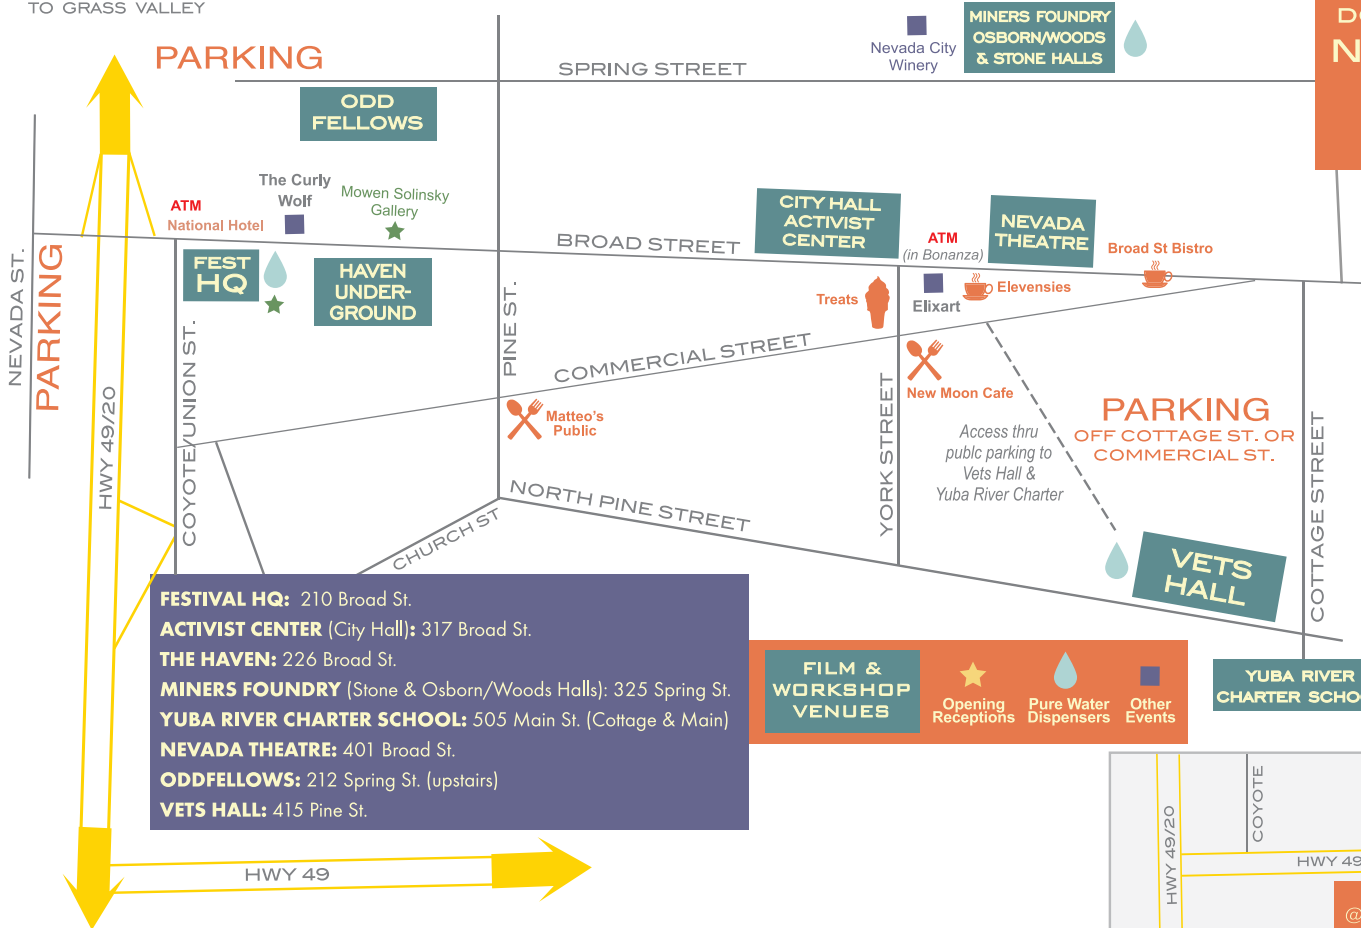 TO GRASS VALLEY
PARKING
SPRING STREET
Nevada City
Winery
MINERS FOUNDRY
OSBORN/WOODS
& STONE HALLS
ODD
FELLOWS
The Curly
Wolf
Mowen Solinsky
Gallery
ATM
National Hotel
NEVADA ST.
PARKING
HWY 49/20
FEST
HQ
HAVEN
UNDER-
GROUND
BROAD STREET
CITY HALL
ACTIVIST
CENTER
ATM
(in Bonanza)
NEVADA
THEATRE
Broad St Bistro
Treats
Elixart
Elevensies
COYOTE/UNION ST.
PINE ST.
COMMERCIAL STREET
Matteo's
Public
New Moon Cafe
YORK STREET
Access thru
publc parking to
Vets Hall &
Yuba River Charter
PARKING
OFF COTTAGE ST. OR
COMMERCIAL ST.
COTTAGE STREET
CHURCH ST
NORTH PINE STREET
VETS
HALL
FESTIVAL HQ: 210 Broad St.
ACTIVIST CENTER (City Hall): 317 Broad St.
THE HAVEN: 226 Broad St.
MINERS FOUNDRY (Stone & Osborn/Woods Halls): 325 Spring St.
YUBA RIVER CHARTER SCHOOL: 505 Main St. (Cottage & Main)
NEVADA THEATRE: 401 Broad St.
ODDFELLOWS: 212 Spring St. (upstairs)
VETS HALL: 415 Pine St.
FILM &
WORKSHOP
VENUES
Opening
Receptions
Pure Water
Dispensers
Other
Events
YUBA RIVER
CHARTER
HWY 49
HWY 49/20
COYOTE
HWY 49
@